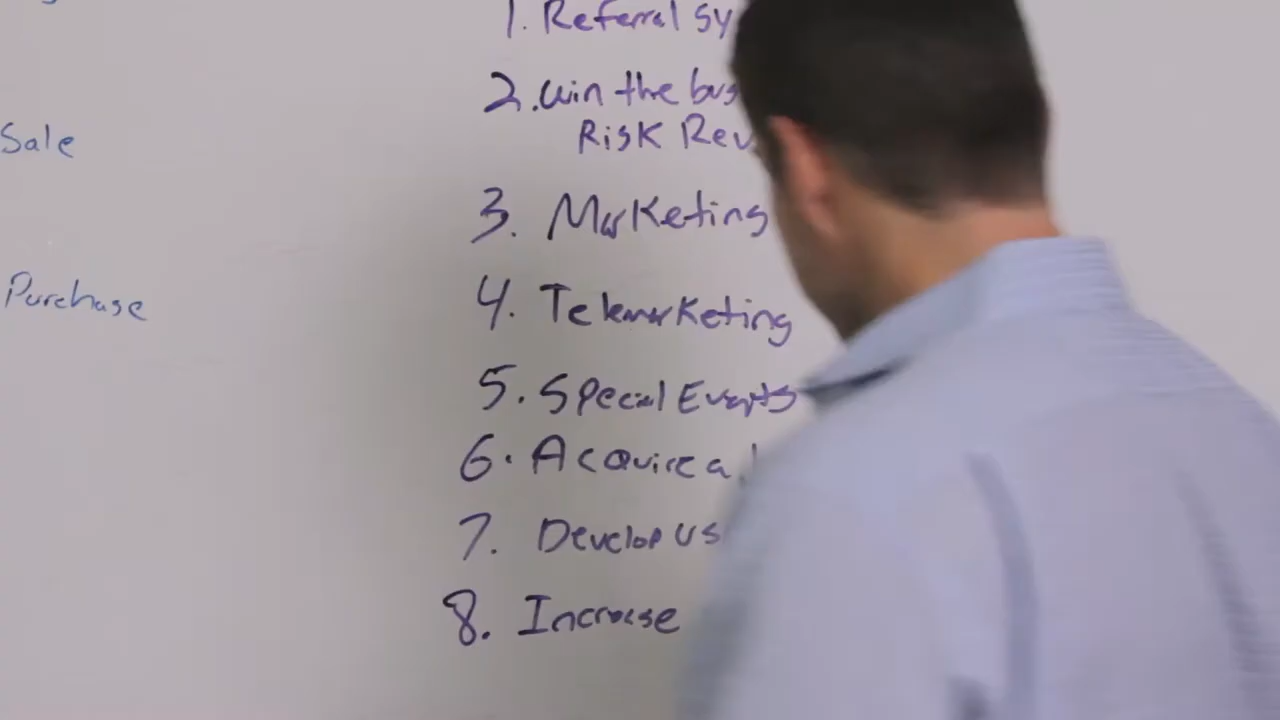 1. Referral sy
2. win the bus
Risk Rev
Sale
3. Marketing
4. Telemarketing
Purchase
5. Special Events
6. Acquire a
7. Develop us
8. Increase